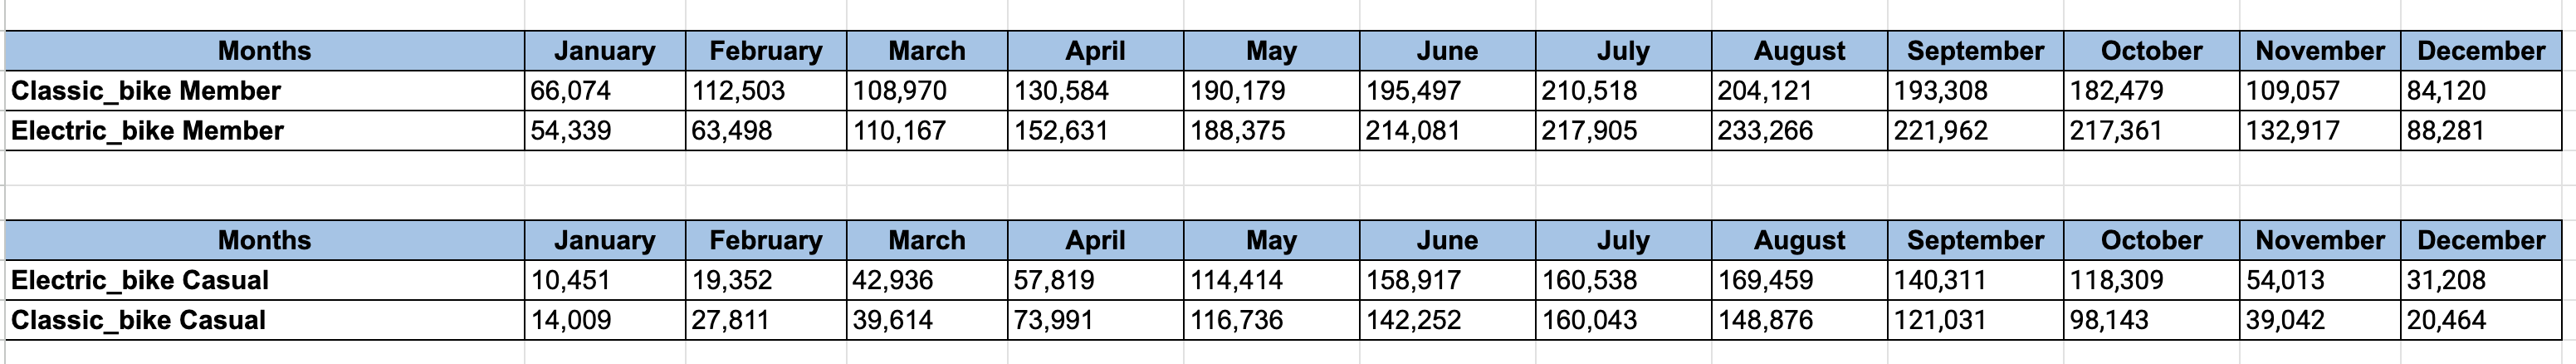 Months January February March April May June July August September October November December
Classic_bike Member 66,074 112,503 108,970 130,584 190,179 195,497 210,518 204,121 193,308 182,479 109,057 84,120
Electric_bike Member 54,339 63,498 110,167 152,631 188,375 214,081 217,905 233,266 221,962 217,361 132,917 88,281
Months January February March April May June July August September October November December
Electric_bike Casual 10,451 19,352 42,936 57,819 114,414 158,917 160,538 169,459 140,311 118,309 54,013 31,208
Classic_bike Casual 14,009 27,811 39,614 73,991 116,736 142,252 160,043 148,876 121,031 98,143 39,042 20,464